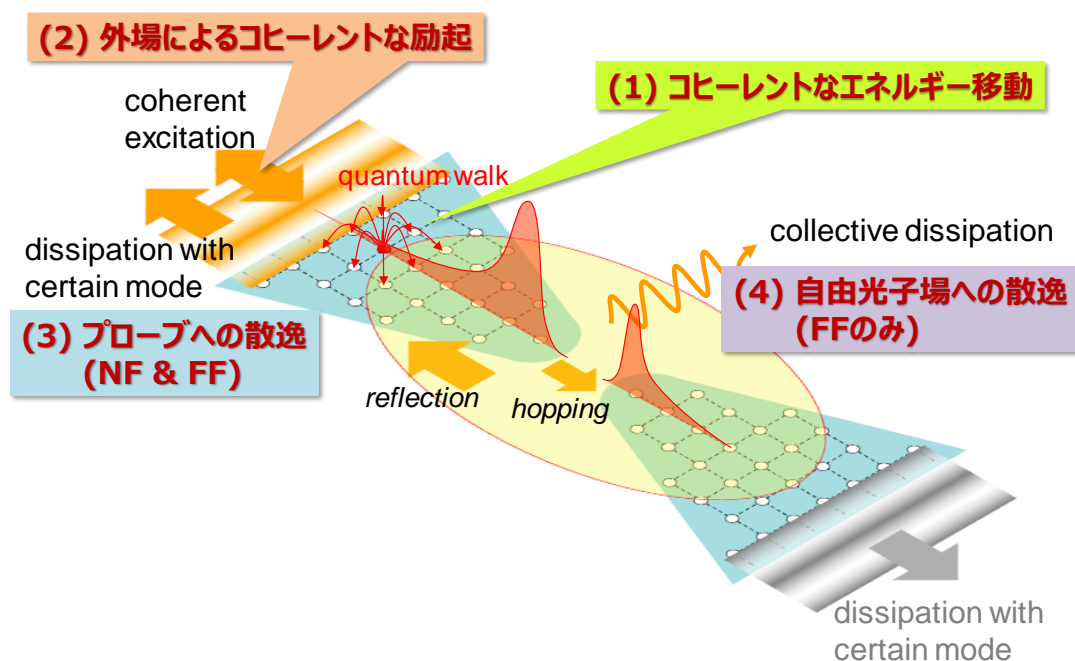 (2) 外場によるコヒーレントな励起
(1) コヒーレントなエネルギー移動
coherent
excitation
quantum walk
dissipation with
certain mode
collective dissipation
(3) プローブへの散逸
(NF & FF)
(4) 自由光子場への散逸
(FFのみ)
reflection
hopping
dissipation with
certain mode